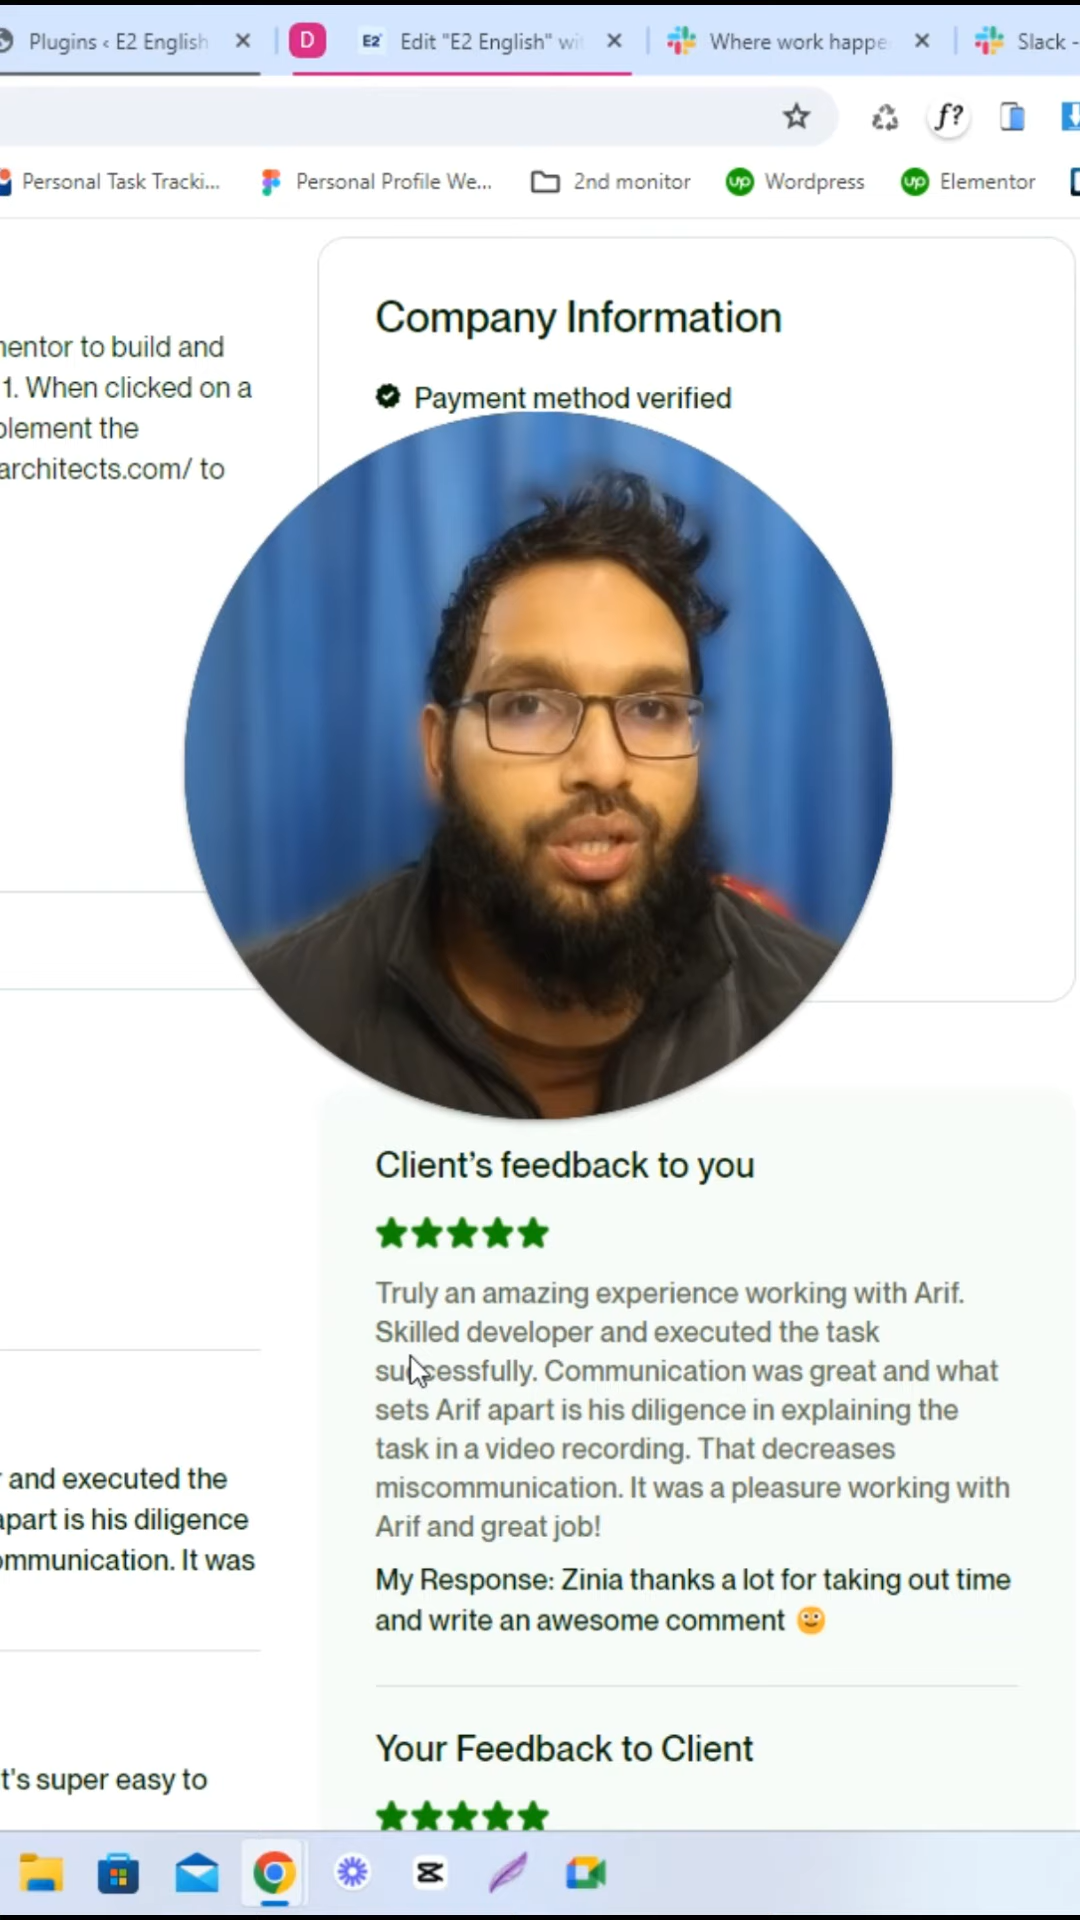 Plugins ‹ E2 English
D
E2
Edit "E2 English" wi
Where work happe
Slack -
f?
Personal Task Tracki...
Personal Profile We...
2nd monitor
up
Wordpress
up
Elementor
mentor to build and
1. When clicked on a
plement the
architects.com/ to
Company Information
Payment method verified
Client's feedback to you
Truly an amazing experience working with Arif.
Skilled developer and executed the task
successfully. Communication was great and what
sets Arif apart is his diligence in explaining the
task in a video recording. That decreases
miscommunication. It was a pleasure working with
Arif and great job!
My Response: Zinia thanks a lot for taking out time
and write an awesome comment 🙂
and executed the
apart is his diligence
ommunication. It was
Your Feedback to Client
t's super easy to